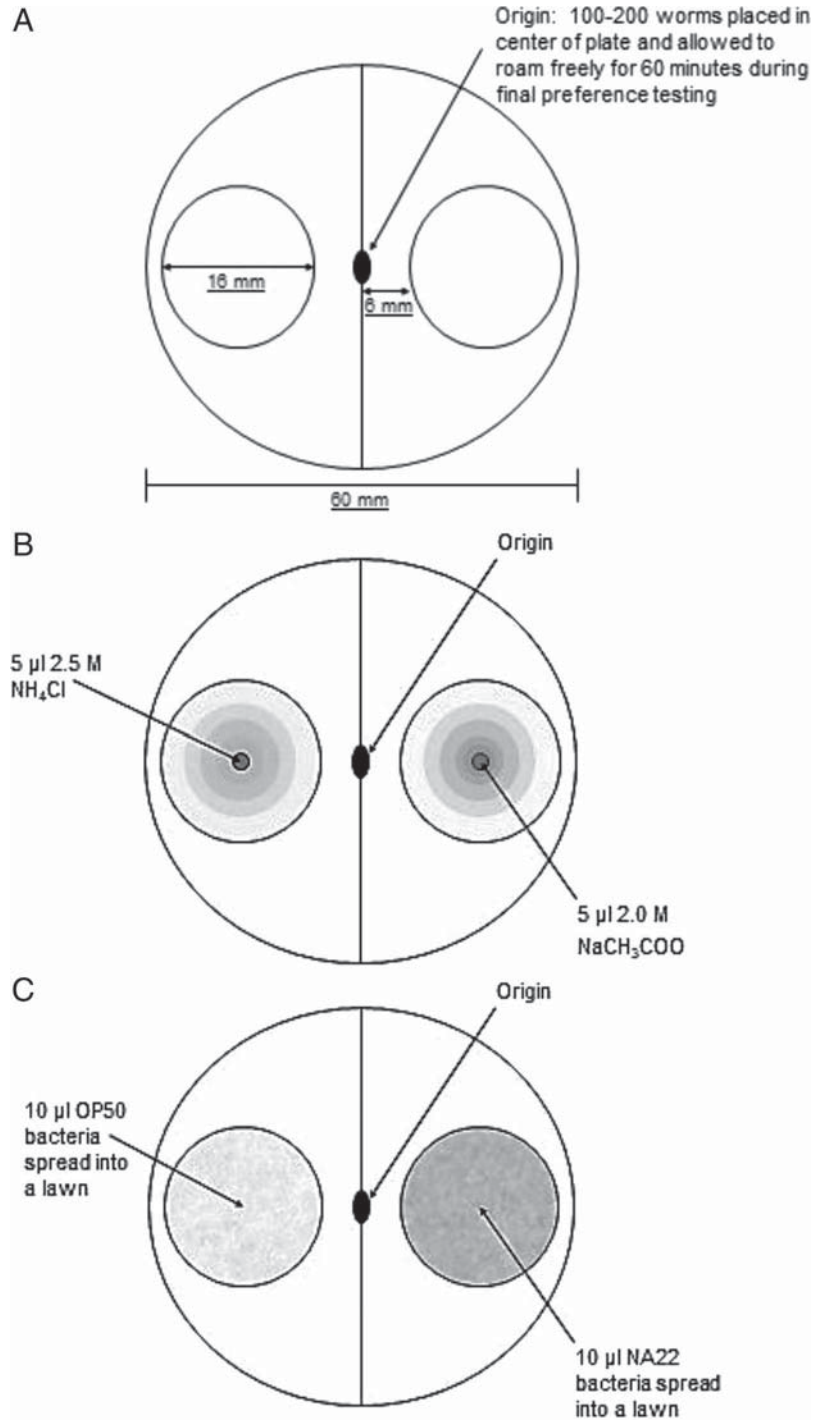 A
Origin: 100-200 worms placed in
center of plate and allowed to
roam freely for 60 minutes during
final preference testing
16 mm
6 mm
60 mm
B
Origin
5 µl 2.5 M
NH₄Cl
5 µl 2.0 M
NaCH₃COO
C
Origin
10 µl OP50
bacteria
spread into
a lawn
10 µl NA22
bacteria spread
into a lawn